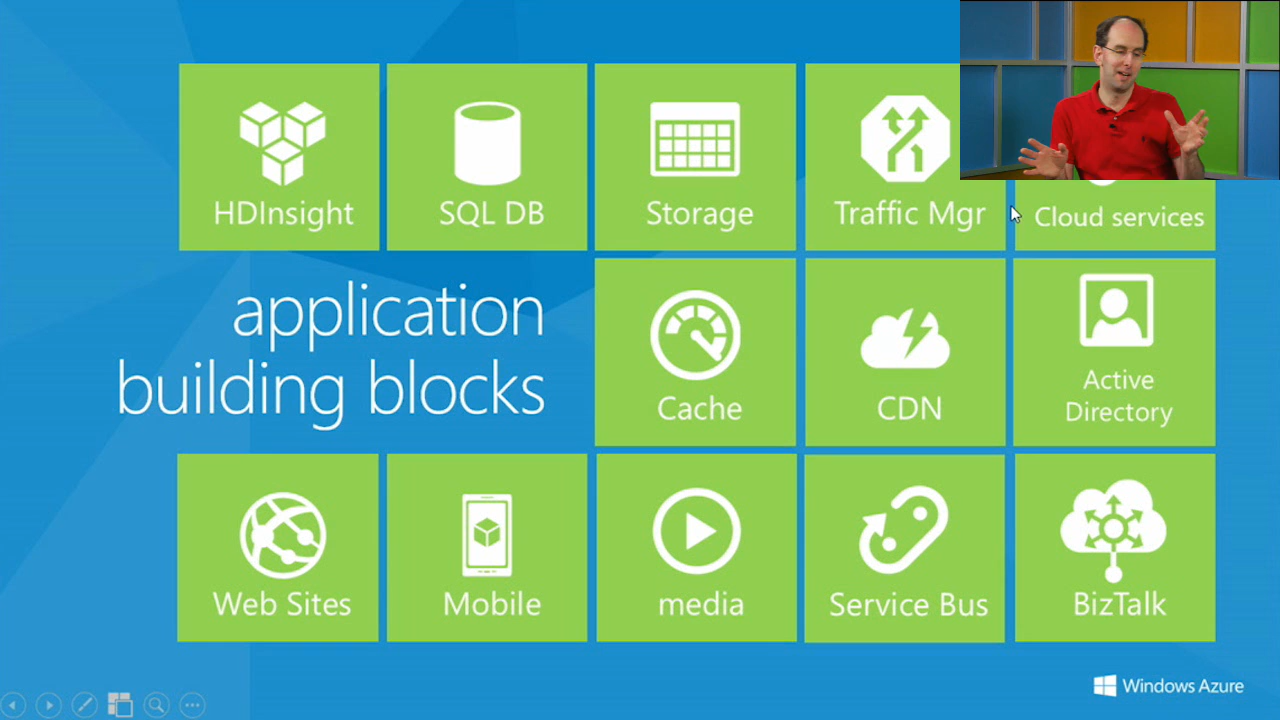 HDInsight
SQL DB
Storage
Traffic Mgr
Cloud services
application
building blocks
Cache
CDN
Active
Directory
Web Sites
Mobile
media
Service Bus
BizTalk
Windows Azure